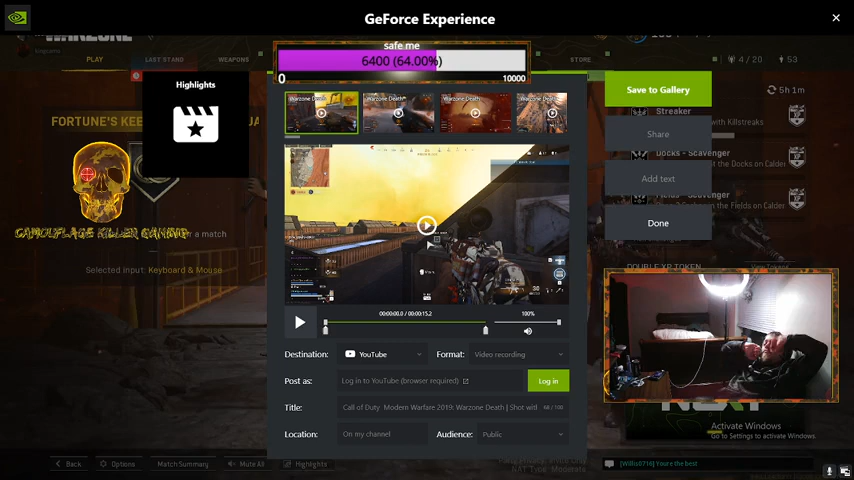 GeForce Experience
WARZONE
safe me
6400 (64.00%)
0
10000
PLAY
LAST STAND
WEAPONS
STORE
4 / 20
53
Highlights
Warzone Death
Warzone Death
Warzone Death
Warzone Death
Save to Gallery
Share
Add text
Done
5h 1m
Streaker
with Killstreaks
Docks - Scavenger
at the Docks on Calder
Fields - Scavenger
the Fields on Calder
DOUBLE XP TOKEN
FORTUNE'S KEE
CAMOUFLAGE KILLER GAMING
r a match
Selected input: Keyboard & Mouse
00:00:00.0 / 00:00:15.2
100%
Destination:
YouTube
Format:
Video recording
Post as:
Log in to YouTube (browser required)
Log in
Title:
Call of Duty Modern Warfare 2019: Warzone Death | Shot with
68 / 100
Location:
On my channel
Audience:
Public
Activate Windows
Go to Settings to activate Windows.
Back
Options
Match Summary
Mute All
Highlights
NAT Type: Moderate
[Willis0714] Youre the best